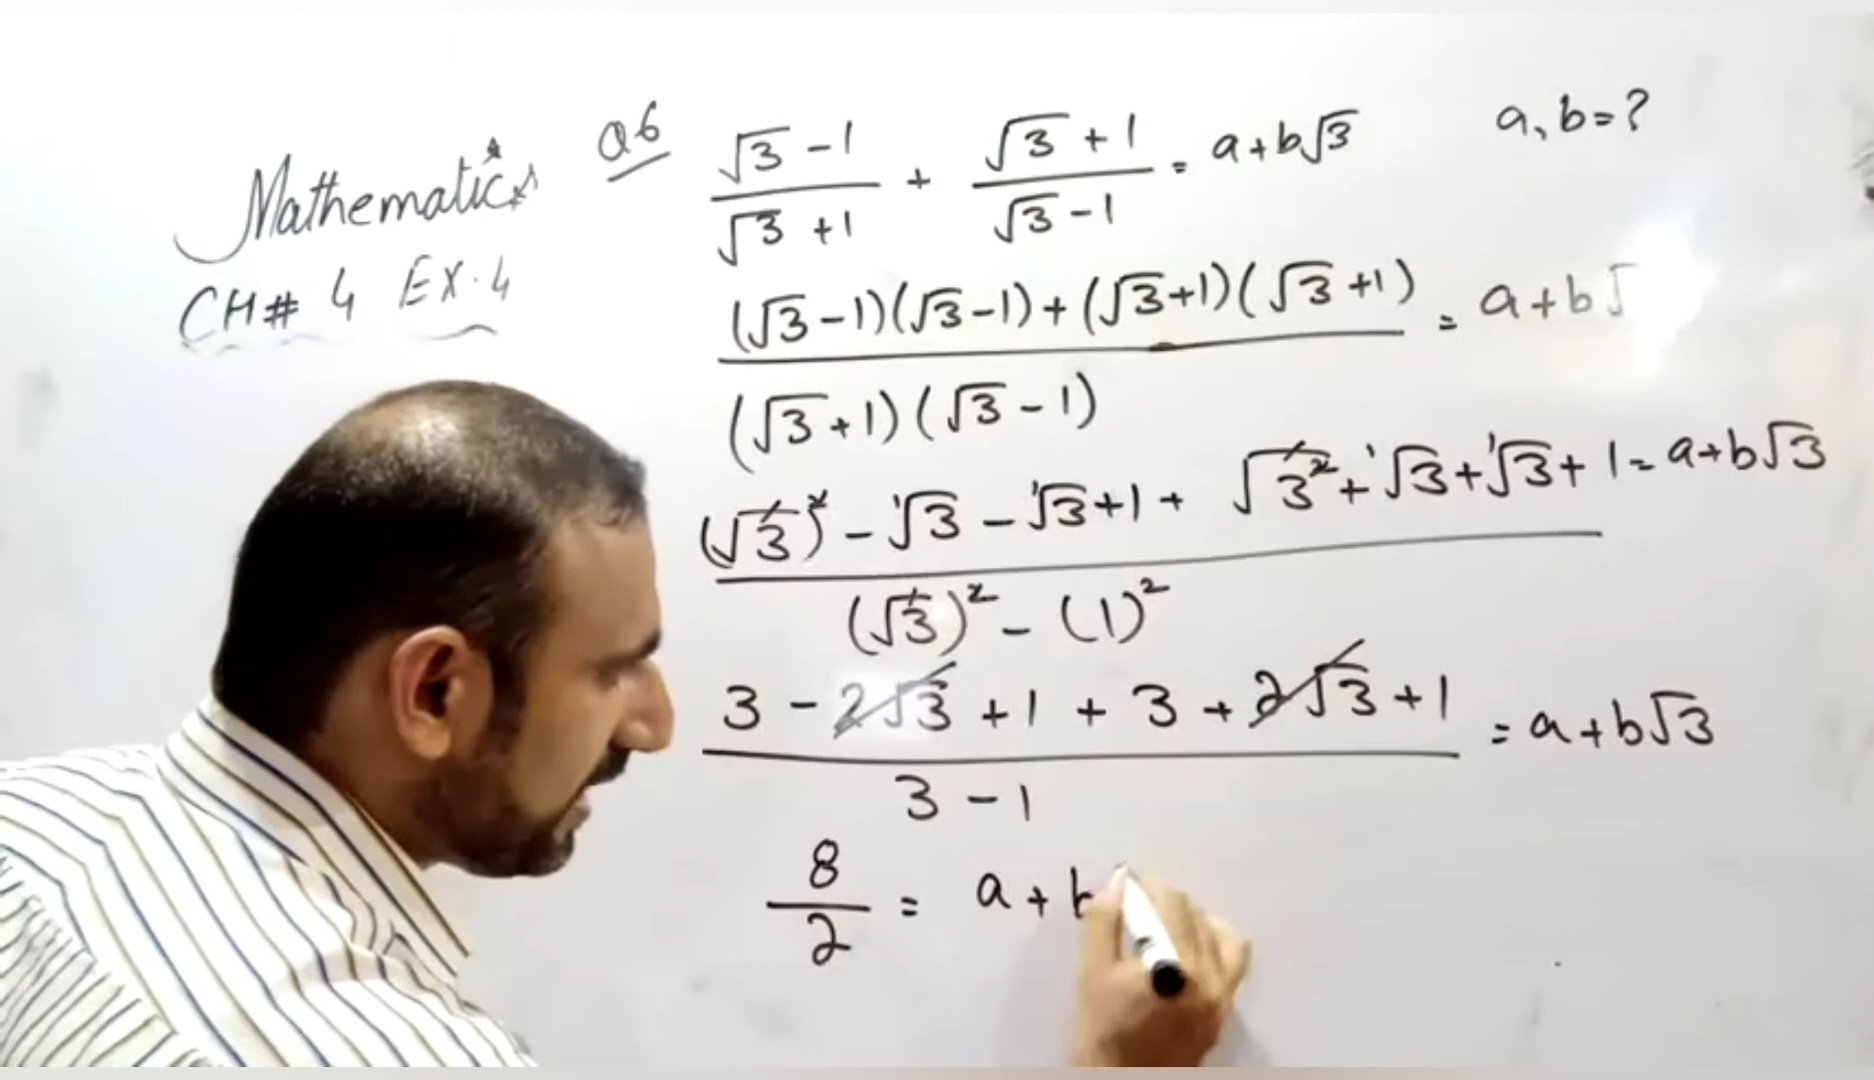 Mathematics
CH# 4 EX.4
Q6
(√3 - 1)/(√3 + 1) + (√3 + 1)/(√3 - 1) = a + b√3
a, b = ?
((√3 - 1)(√3 - 1) + (√3 + 1)(√3 + 1))/((√3 + 1)(√3 - 1)) = a + b√
((√3)² - √3 - √3 + 1 + √3² + √3 + √3 + 1)/((√3)² - (1)²) = a + b√3
(3 - 2√3 + 1 + 3 + 2√3 + 1)/(3 - 1) = a + b√3
8/2 = a + b